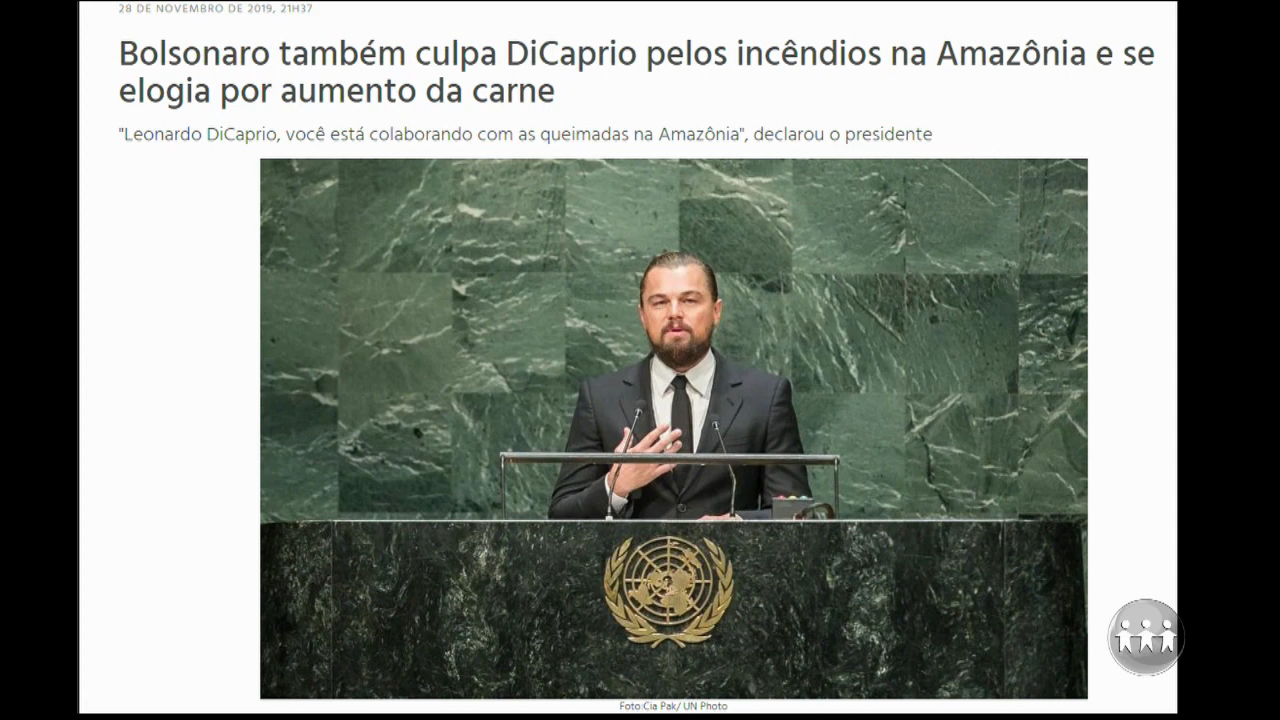 28 DE NOVEMBRO DE 2019, 21H37
Bolsonaro também culpa DiCaprio pelos incêndios na Amazônia e se
elogia por aumento da carne
"Leonardo DiCaprio, você está colaborando com as queimadas na Amazônia", declarou o presidente
Foto:Cia Pak/ UN Photo